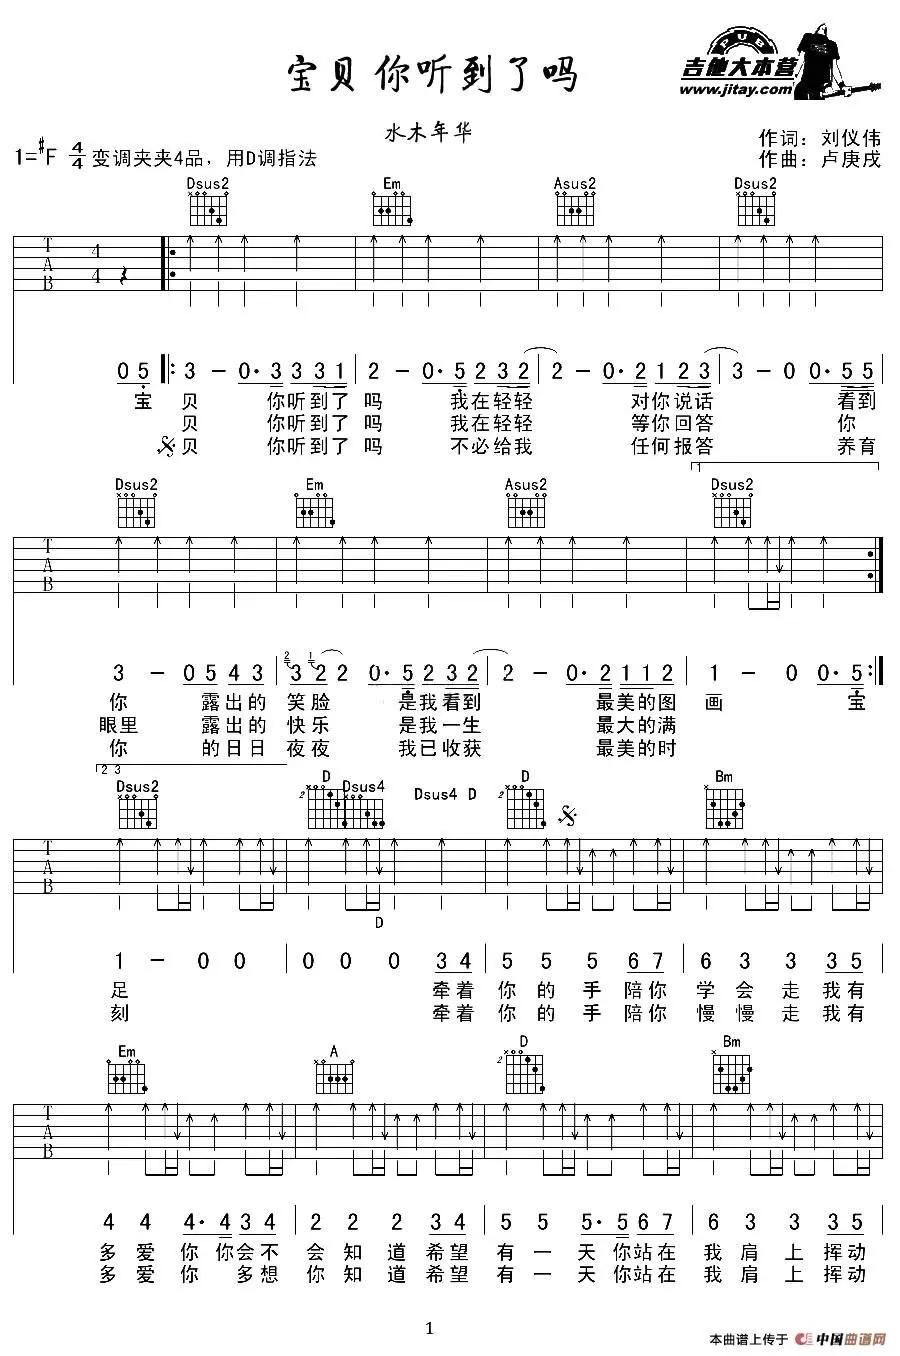 宝贝 你听到了吗
PUB
吉他大本营
www.jitay.com
水木年华
1=#F 4/4 变调夹夹4品，用D调指法
作词：刘仪伟
作曲：卢庚戌
Dsus2 Em Asus2 Dsus2
T A B 4 4
0 5 3 - 0· 3 3 3 1 2 - 0· 5 2 3 2 2 - 0 2 1 2 3 3 - 0 0· 5 5
宝 贝 你听到了吗 我在轻轻 对你说话 看到
贝 你听到了吗 我在轻轻 等你回答 你
贝 你听到了吗 不必给我 任何报答 养育
1
Dsus2 Em Asus2 Dsus2
T A B
3 - 0 5 4 3 2 3 1 2 2 0· 5 2 3 2 2 - 0· 2 1 1 2 1 - 0 0· 5
你 露出的 笑脸 是我看到 最美的图 画 宝
眼里 露出的 快乐 是我一生 最大的满
你 的日日 夜夜 我已收获 最美的时
2 3
Dsus2 D Dsus4 Dsus4 D D Bm
2 2
T A B
D
1 - 0 0 0 0 0 3 4 5 5 5 6 7 6 3 3 3 5
足 牵着 你的手陪你 学会走我有
刻 牵着 你的手陪你 慢慢走我有
Em A D Bm
2
T A B
4 4 4· 4 3 4 2 2 2 3 4 5 5 5· 5 6 7 6 3 3 3 2
多爱你你会不 会知道希望 有一天你站在 我肩上挥动
多爱你 多想 你知道希望 有一天你站在 我肩上挥动
1
本曲谱上传于 中国曲谱网